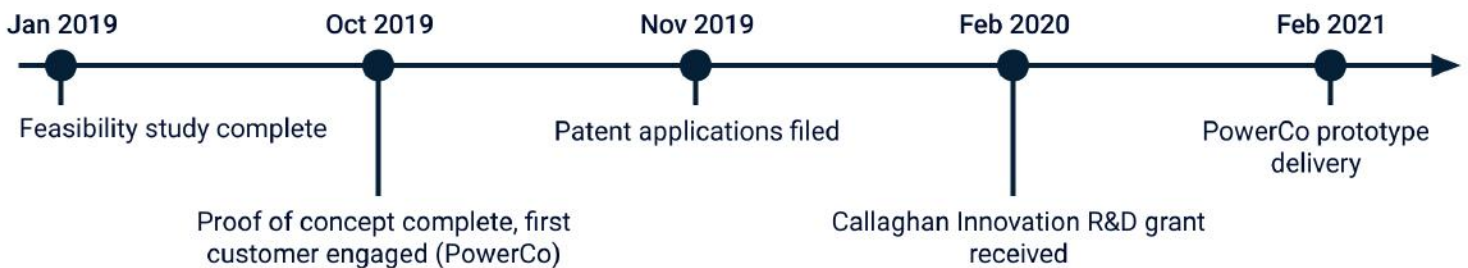 Jan 2019
Oct 2019
Nov 2019
Feb 2020
Feb 2021
Feasibility study complete
Proof of concept complete, first
customer engaged (PowerCo)
Patent applications filed
Callaghan Innovation R&D grant
received
PowerCo prototype
delivery